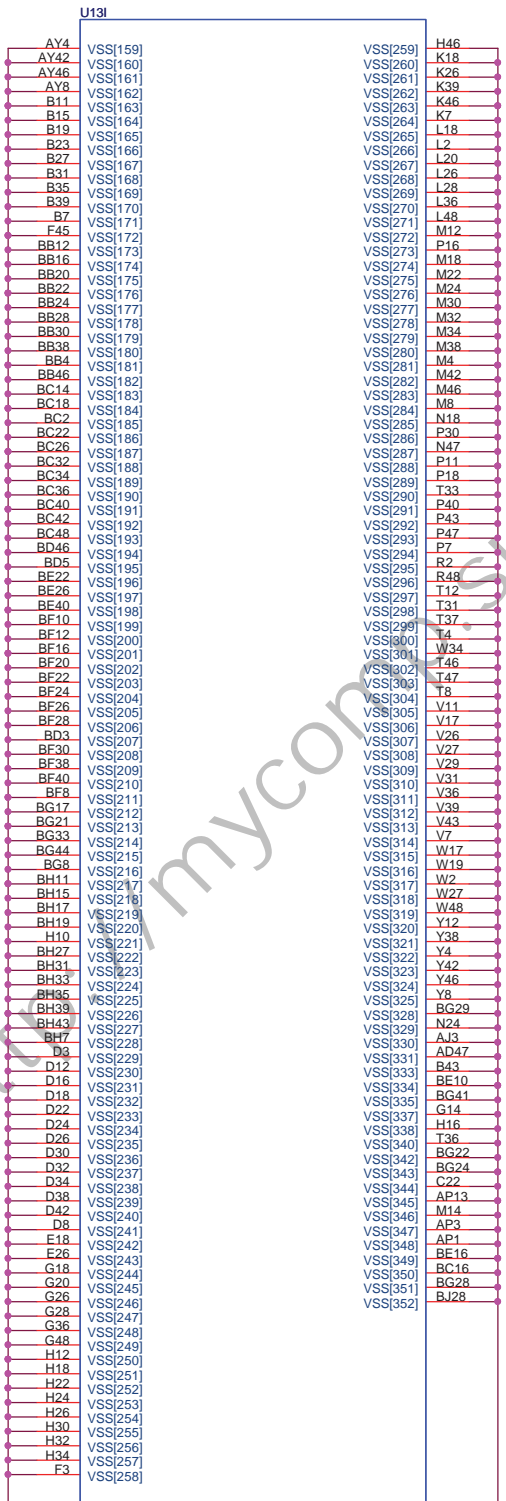 U13I
AY4 VSS[159] VSS[259] H46
AY42 VSS[160] VSS[260] K18
AY46 VSS[161] VSS[261] K26
AY8 VSS[162] VSS[262] K39
B11 VSS[163] VSS[263] K46
B15 VSS[164] VSS[264] K7
B19 VSS[165] VSS[265] L18
B23 VSS[166] VSS[266] L2
B27 VSS[167] VSS[267] L20
B31 VSS[168] VSS[268] L26
B35 VSS[169] VSS[269] L28
B39 VSS[170] VSS[270] L36
B7 VSS[171] VSS[271] L48
F45 VSS[172] VSS[272] M12
BB12 VSS[173] VSS[273] P16
BB16 VSS[174] VSS[274] M18
BB20 VSS[175] VSS[275] M22
BB22 VSS[176] VSS[276] M24
BB24 VSS[177] VSS[277] M30
BB28 VSS[178] VSS[278] M32
BB30 VSS[179] VSS[279] M34
BB38 VSS[180] VSS[280] M38
BB4 VSS[181] VSS[281] M4
BB46 VSS[182] VSS[282] M42
BC14 VSS[183] VSS[283] M46
BC18 VSS[184] VSS[284] M8
BC2 VSS[185] VSS[285] N18
BC22 VSS[186] VSS[286] P30
BC26 VSS[187] VSS[287] N47
BC32 VSS[188] VSS[288] P11
BC34 VSS[189] VSS[289] P18
BC36 VSS[190] VSS[290] T33
BC40 VSS[191] VSS[291] P40
BC42 VSS[192] VSS[292] P43
BC48 VSS[193] VSS[293] P47
BD46 VSS[194] VSS[294] P7
BD5 VSS[195] VSS[295] R2
BE22 VSS[196] VSS[296] R48
BE26 VSS[197] VSS[297] T12
BE40 VSS[198] VSS[298] T31
BF10 VSS[199] VSS[299] T37
BF12 VSS[200] VSS[300] T4
BF16 VSS[201] VSS[301] W34
BF20 VSS[202] VSS[302] T46
BF22 VSS[203] VSS[303] T47
BF24 VSS[204] VSS[304] T8
BF26 VSS[205] VSS[305] V11
BF28 VSS[206] VSS[306] V17
BD3 VSS[207] VSS[307] V26
BF30 VSS[208] VSS[308] V27
BF38 VSS[209] VSS[309] V29
BF40 VSS[210] VSS[310] V31
BF8 VSS[211] VSS[311] V36
BG17 VSS[212] VSS[312] V39
BG21 VSS[213] VSS[313] V43
BG33 VSS[214] VSS[314] V7
BG44 VSS[215] VSS[315] W17
BG8 VSS[216] VSS[316] W19
BH11 VSS[217] VSS[317] W2
BH15 VSS[218] VSS[318] W27
BH17 VSS[219] VSS[319] W48
BH19 VSS[220] VSS[320] Y12
H10 VSS[221] VSS[321] Y38
BH27 VSS[222] VSS[322] Y4
BH31 VSS[223] VSS[323] Y42
BH33 VSS[224] VSS[324] Y46
BH35 VSS[225] VSS[325] Y8
BH39 VSS[226] VSS[328] BG29
BH43 VSS[227] VSS[329] N24
BH7 VSS[228] VSS[330] AJ3
D3 VSS[229] VSS[331] AD47
D12 VSS[230] VSS[333] B43
D16 VSS[231] VSS[334] BE10
D18 VSS[232] VSS[335] BG41
D22 VSS[233] VSS[337] G14
D24 VSS[234] VSS[338] H16
D26 VSS[235] VSS[340] T36
D30 VSS[236] VSS[342] BG22
D32 VSS[237] VSS[343] BG24
D34 VSS[238] VSS[344] C22
D38 VSS[239] VSS[345] AP13
D42 VSS[240] VSS[346] M14
D8 VSS[241] VSS[347] AP3
E18 VSS[242] VSS[348] AP1
E26 VSS[243] VSS[349] BE16
G18 VSS[244] VSS[350] BC16
G20 VSS[245] VSS[351] BG28
G26 VSS[246] VSS[352] BJ28
G28 VSS[247]
G36 VSS[248]
G48 VSS[249]
H12 VSS[250]
H18 VSS[251]
H22 VSS[252]
H24 VSS[253]
H26 VSS[254]
H30 VSS[255]
H32 VSS[256]
H34 VSS[257]
F3 VSS[258]
tp://mycomp.s